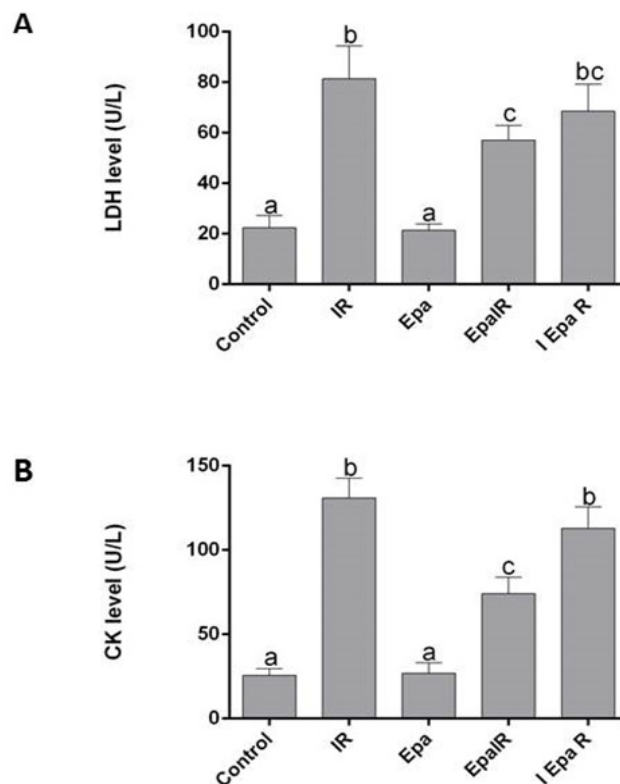 A
LDH level (U/L)
100
80
60
40
20
0
a
b
a
c
bc
Control
IR
Epa
EpaIR
I Epa R
B
CK level (U/L)
150
100
50
0
a
b
a
c
b
Control
IR
Epa
EpaIR
I Epa R